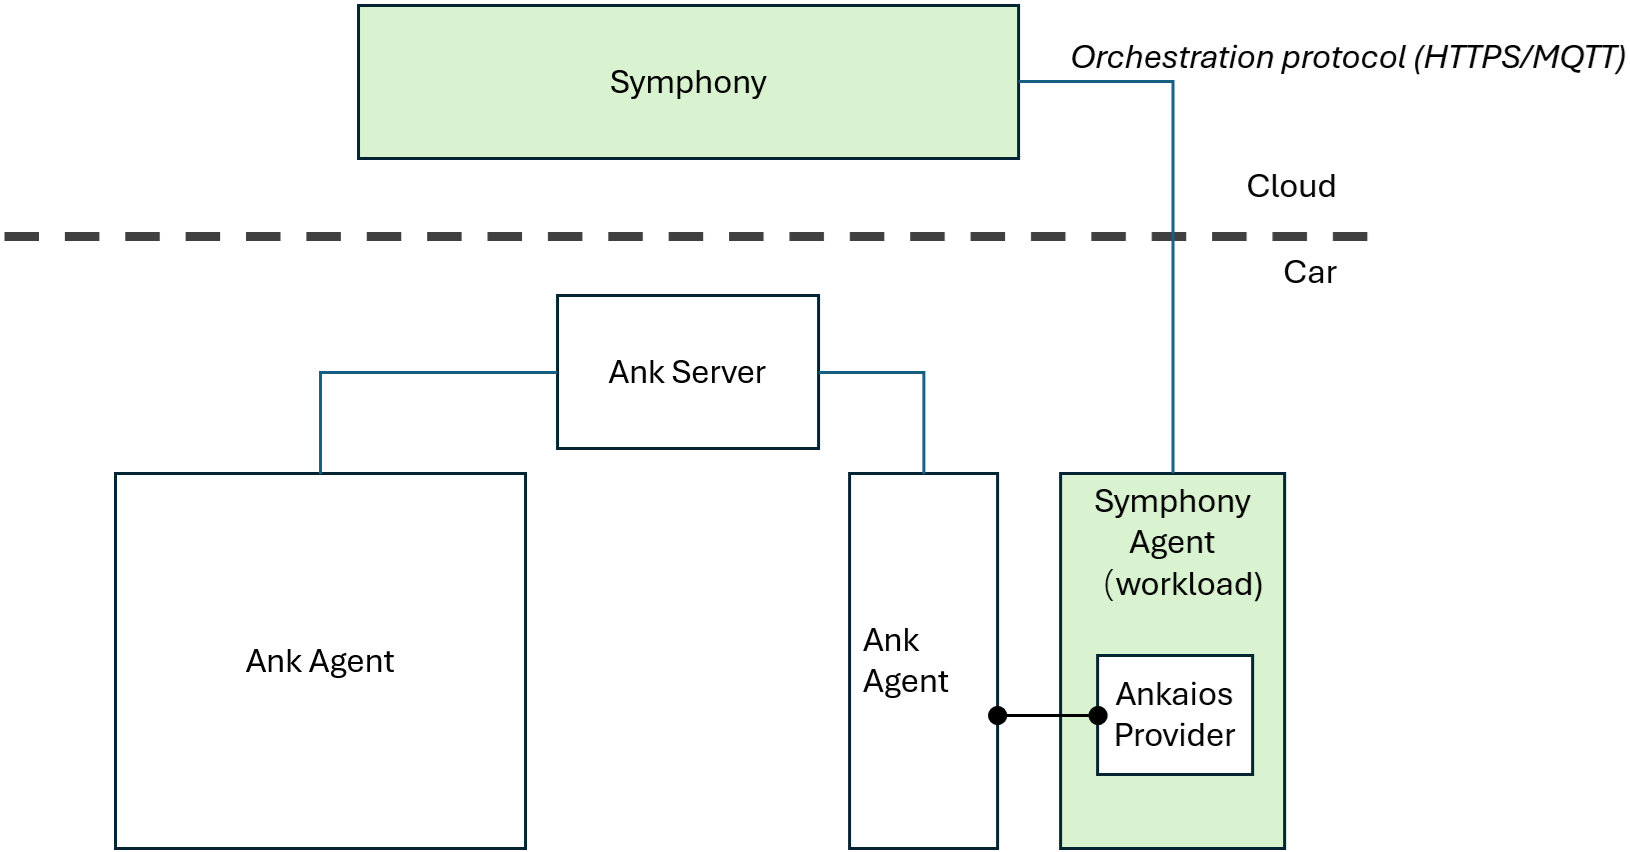 Symphony
Orchestration protocol (HTTPS/MQTT)
Cloud
Car
Ank Server
Ank Agent
Ank
Agent
Symphony
Agent
(workload)
Ankaios
Provider